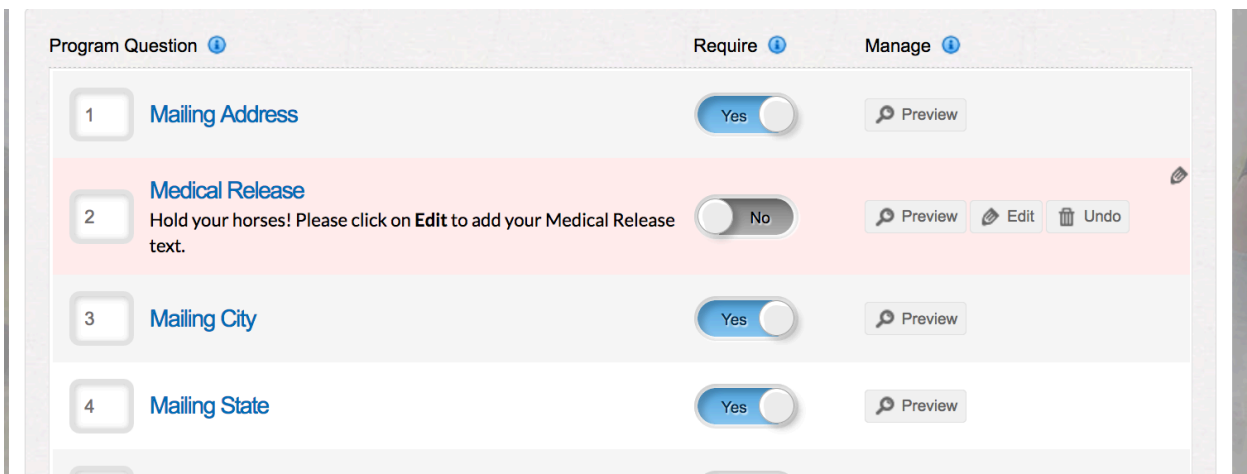 Program Question Require Manage
1 Mailing Address Yes Preview
Medical Release
2 Hold your horses! Please click on Edit to add your Medical Release No Preview Edit Undo
text.
3 Mailing City Yes Preview
4 Mailing State Yes Preview